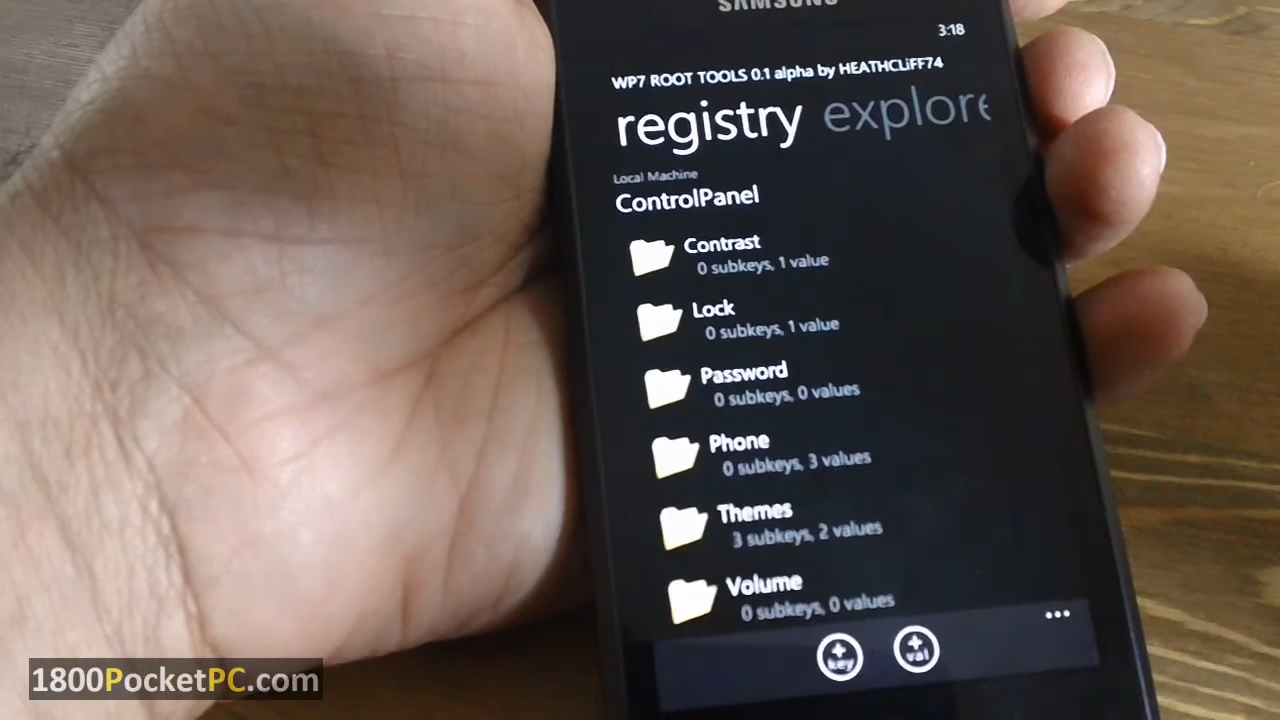 SAMSUNG
3:18
WP7 ROOT TOOLS 0.1 alpha by HEATHCLiFF74
registry explore
Local Machine
ControlPanel
Contrast
0 subkeys, 1 value
Lock
0 subkeys, 1 value
Password
0 subkeys, 0 values
Phone
0 subkeys, 3 values
Themes
3 subkeys, 2 values
Volume
0 subkeys, 0 values
key val
1800PocketPC.com